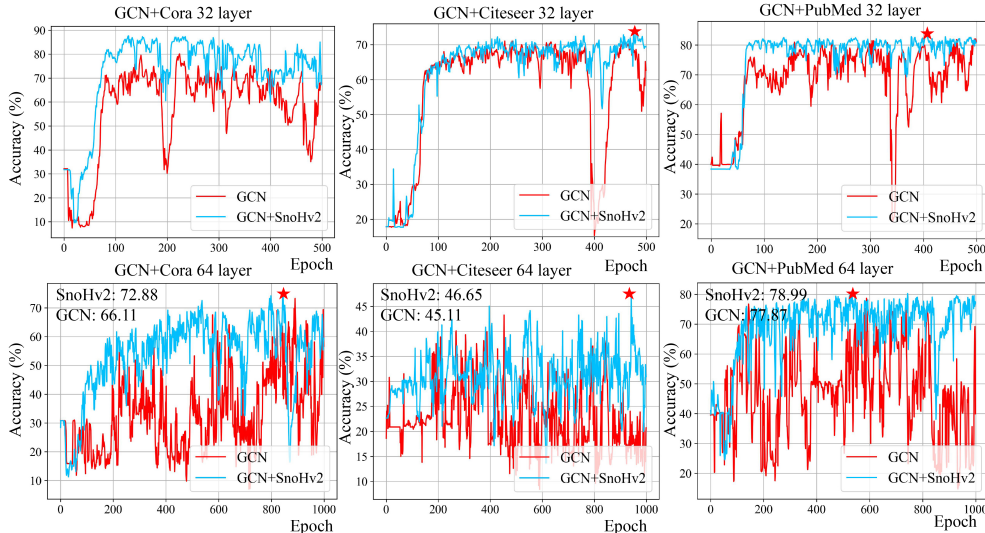 GCN+Cora 32 layer
90
80
70
60
50
40
30
20
10
Accuracy (%)
0 100 200 300 400 500
Epoch
GCN
GCN+SnoHv2
GCN+Citeseer 32 layer
70
60
50
40
30
20
Accuracy (%)
0 100 200 300 400 500
Epoch
GCN
GCN+SnoHv2
GCN+PubMed 32 layer
80
70
60
50
40
30
20
Accuracy (%)
0 100 200 300 400 500
Epoch
GCN
GCN+SnoHv2
GCN+Cora 64 layer
SnoHv2: 72.88
GCN: 66.11
70
60
50
40
30
20
10
Accuracy (%)
0 200 400 600 800 1000
Epoch
GCN
GCN+SnoHv2
GCN+Citeseer 64 layer
SnoHv2: 46.65
GCN: 45.11
45
40
35
30
25
20
15
10
Accuracy (%)
0 200 400 600 800 1000
Epoch
GCN
GCN+SnoHv2
GCN+PubMed 64 layer
SnoHv2: 78.99
GCN: 77.87
80
70
60
50
40
30
20
Accuracy (%)
0 200 400 600 800 1000
Epoch
GCN
GCN+SnoHv2